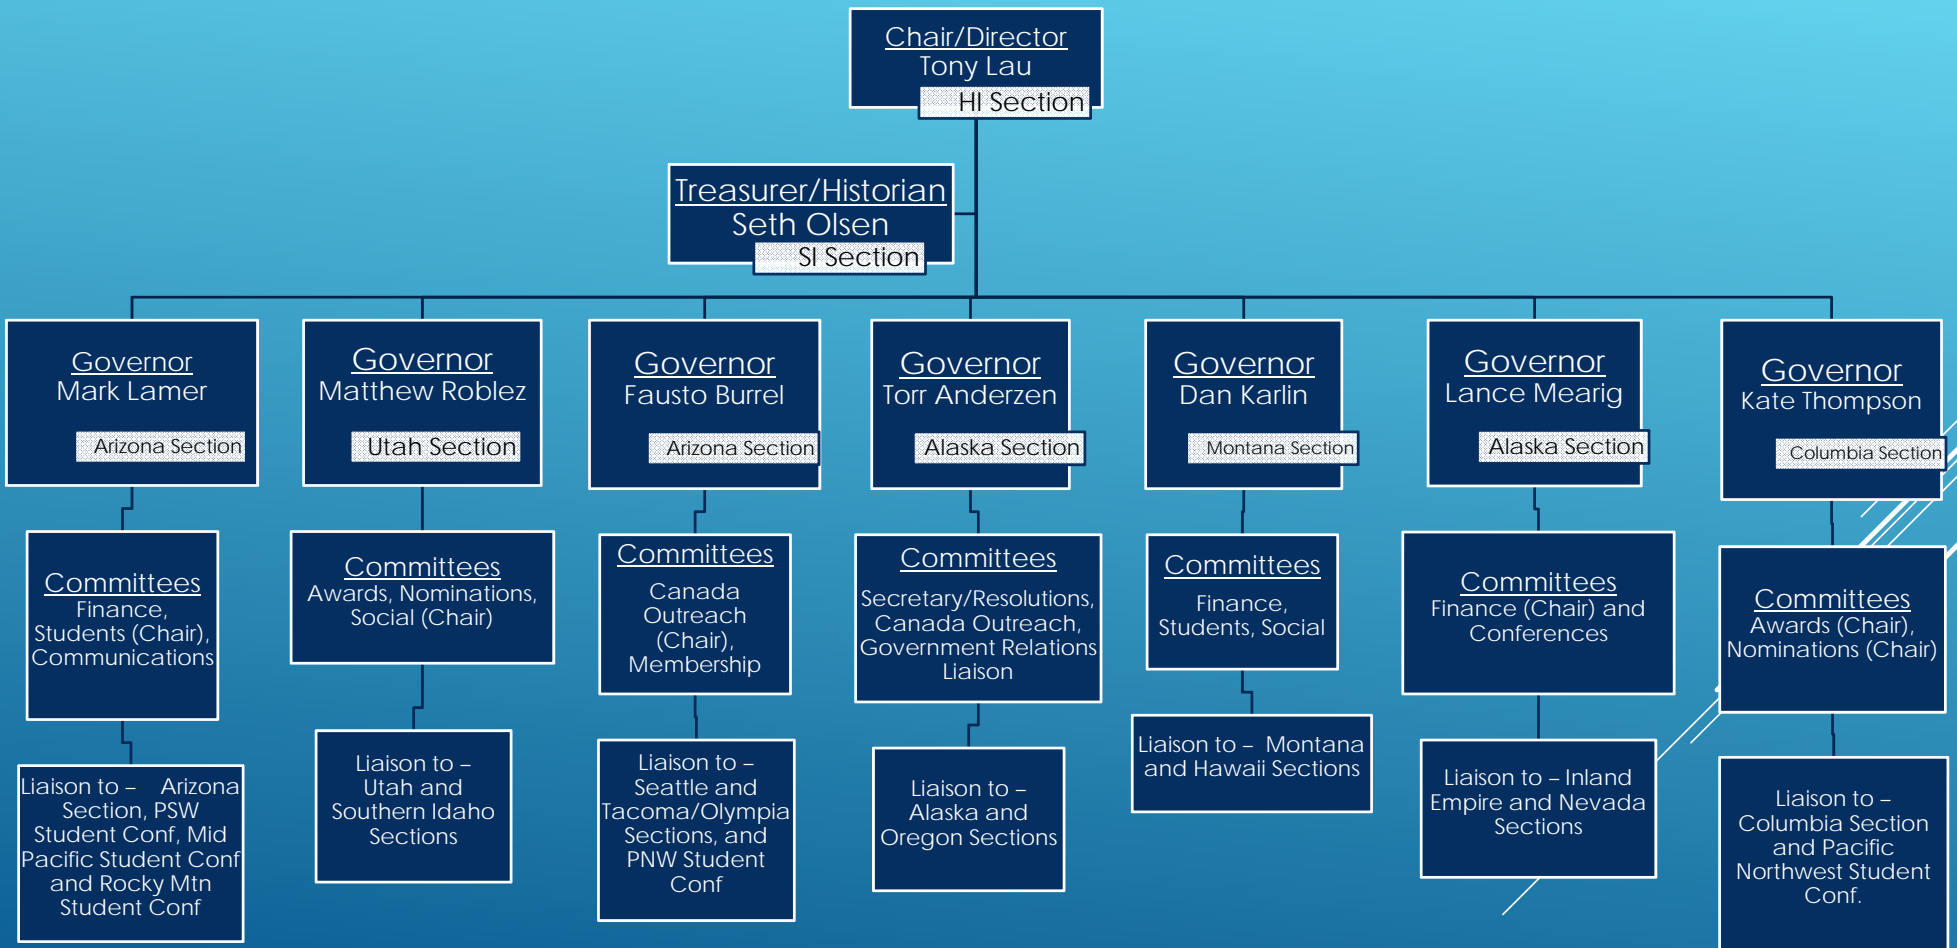 Chair/Director
Tony Lau
HI Section
Treasurer/Historian
Seth Olsen
SI Section
Governor
Mark Lamer
Arizona Section
Governor
Matthew Roblez
Utah Section
Governor
Fausto Burrel
Arizona Section
Governor
Torr Anderzen
Alaska Section
Governor
Dan Karlin
Montana Section
Governor
Lance Mearig
Alaska Section
Governor
Kate Thompson
Columbia Section
Committees
Finance,
Students (Chair),
Communications
Committees
Awards, Nominations,
Social (Chair)
Committees
Canada
Outreach
(Chair),
Membership
Committees
Secretary/Resolutions,
Canada Outreach,
Government Relations
Liaison
Committees
Finance,
Students, Social
Committees
Finance (Chair) and
Conferences
Committees
Awards (Chair),
Nominations (Chair)
Liaison to – Arizona
Section, PSW
Student Conf, Mid
Pacific Student Conf
and Rocky Mtn
Student Conf
Liaison to –
Utah and
Southern Idaho
Sections
Liaison to –
Seattle and
Tacoma/Olympia
Sections, and
PNW Student
Conf
Liaison to –
Alaska and
Oregon Sections
Liaison to – Montana
and Hawaii Sections
Liaison to – Inland
Empire and Nevada
Sections
Liaison to –
Columbia Section
and Pacific
Northwest Student
Conf.